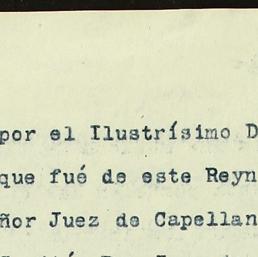 por el Ilustrísimo D
que fué de este Reyn
ñor Juez de Capellan